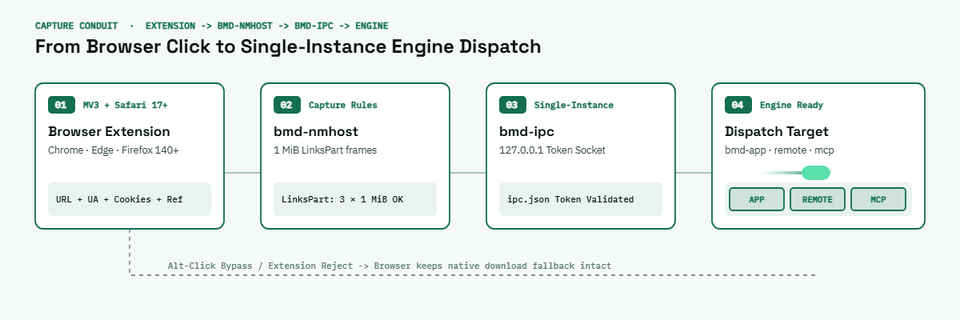 CAPTURE CONDUIT · EXTENSION -> BMD-NMHOST -> BMD-IPC -> ENGINE
From Browser Click to Single-Instance Engine Dispatch
01 MV3 + Safari 17+
Browser Extension
Chrome · Edge · Firefox 140+
URL + UA + Cookies + Ref
02 Capture Rules
bmd-nmhost
1 MiB LinksPart frames
LinksPart: 3 × 1 MiB OK
03 Single-Instance
bmd-ipc
127.0.0.1 Token Socket
ipc.json Token Validated
04 Engine Ready
Dispatch Target
bmd-app · remote · mcp
APP REMOTE MCP
Alt-Click Bypass / Extension Reject -> Browser keeps native download fallback intact